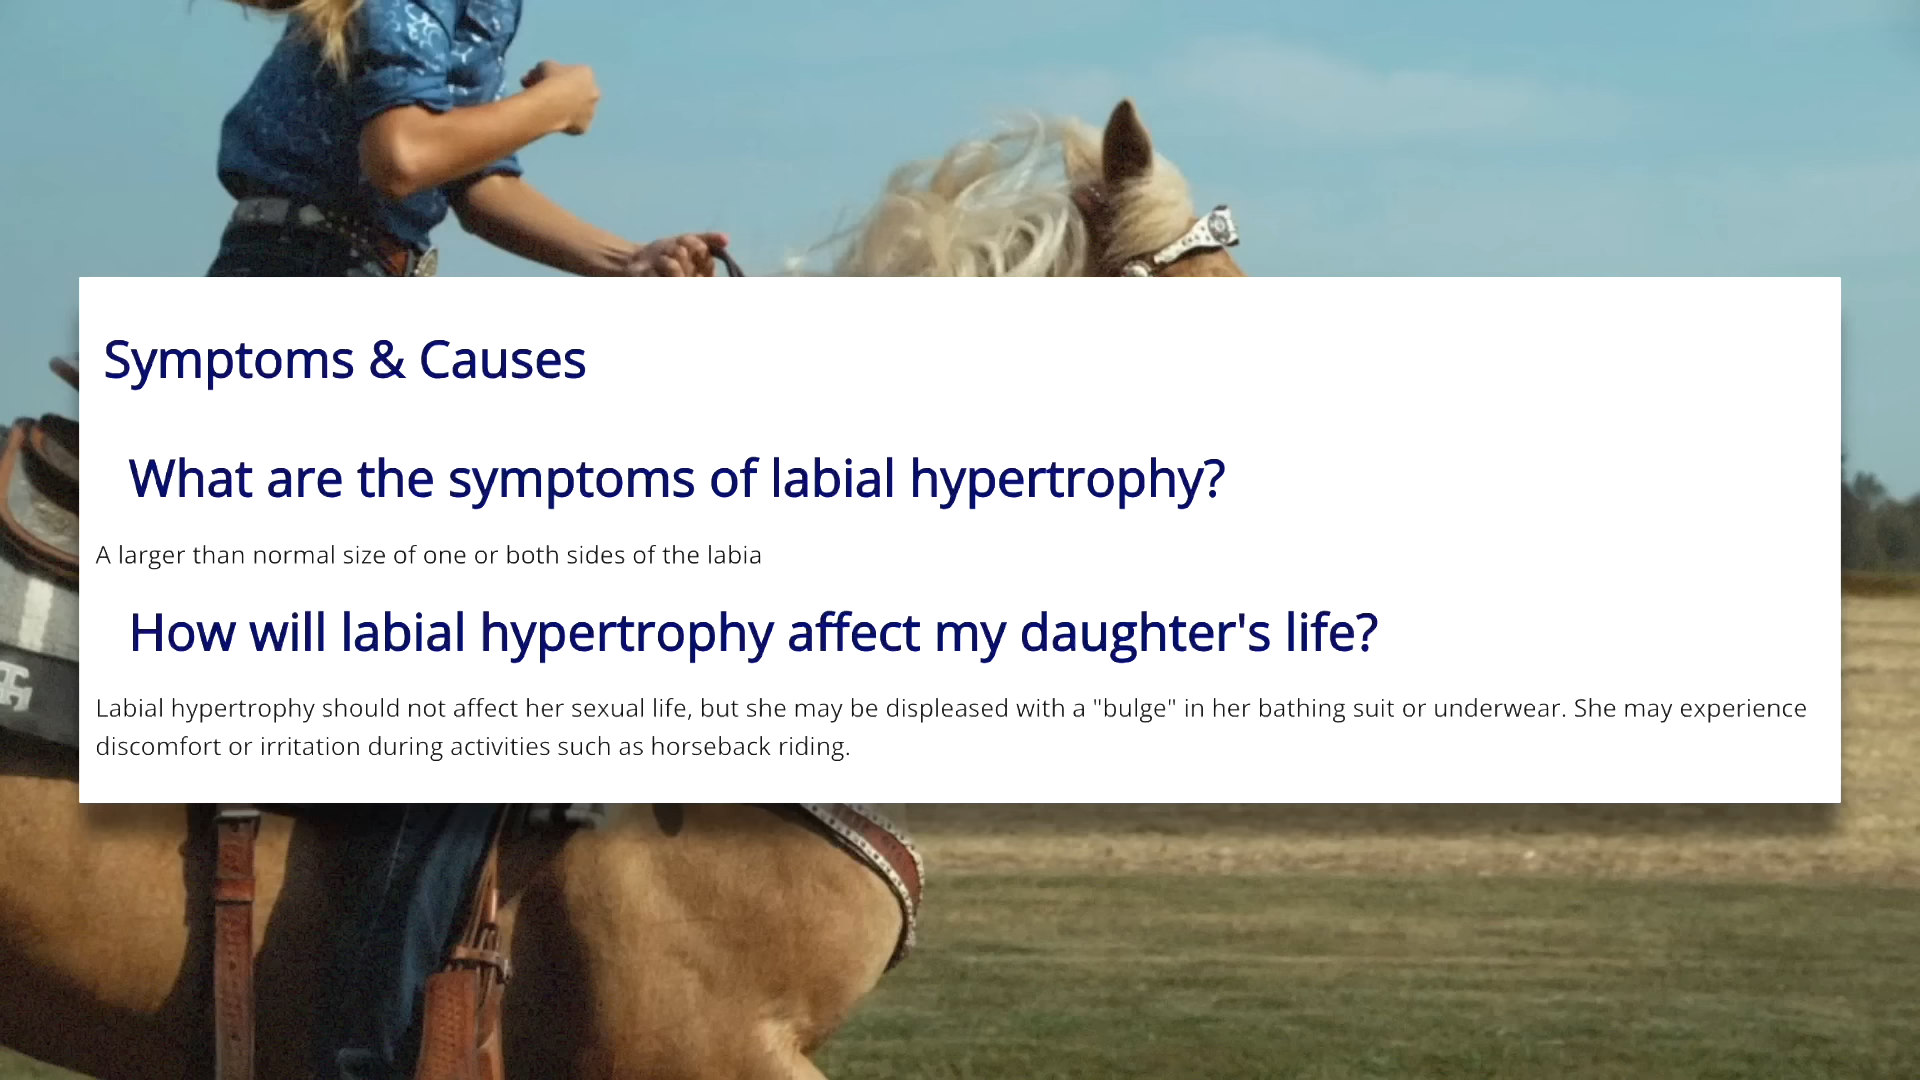 Symptoms & Causes
What are the symptoms of labial hypertrophy?
A larger than normal size of one or both sides of the labia
How will labial hypertrophy affect my daughter's life?
Labial hypertrophy should not affect her sexual life, but she may be displeased with a "bulge" in her bathing suit or underwear. She may experience
discomfort or irritation during activities such as horseback riding.